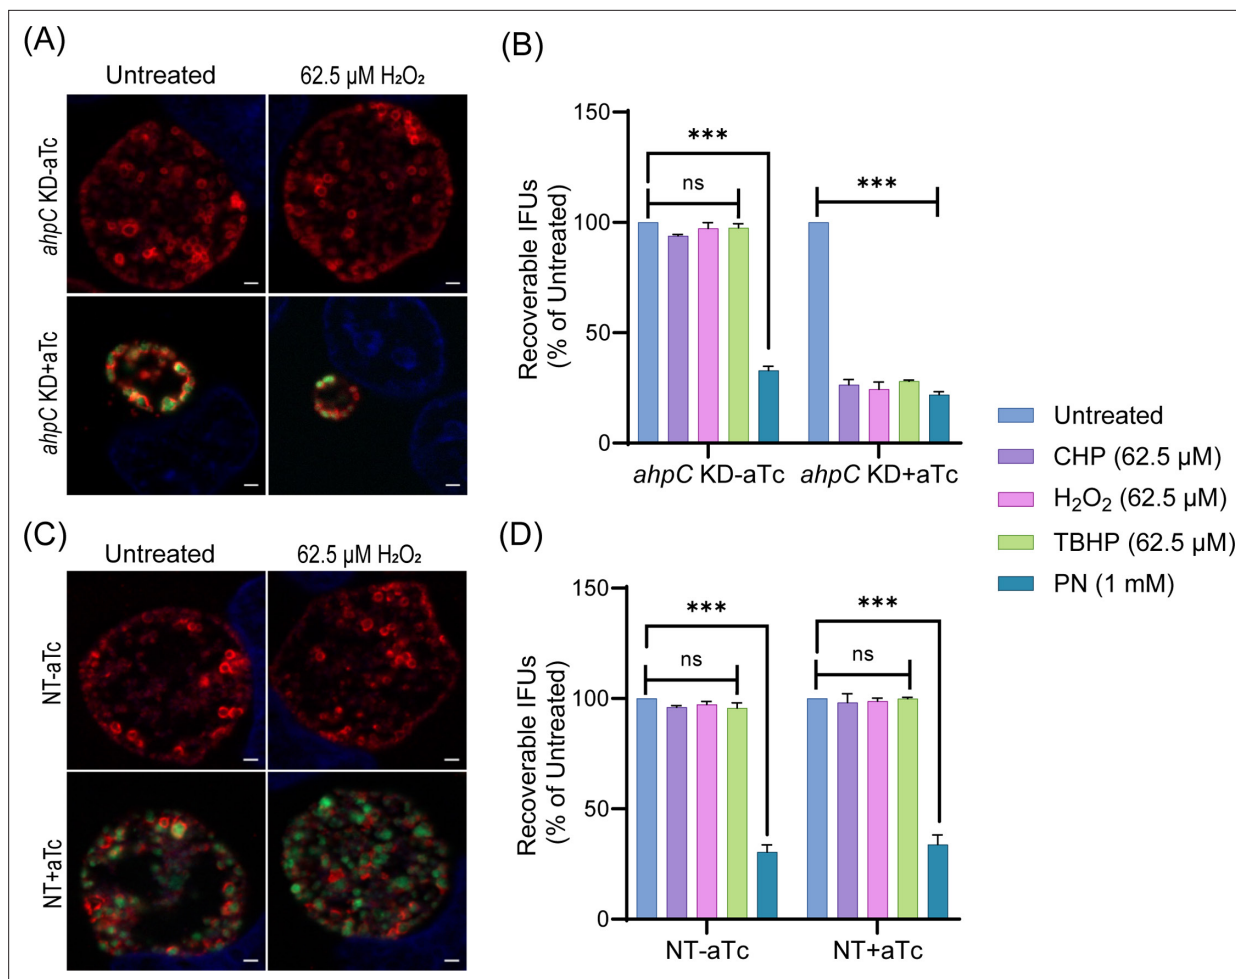 (A)
Untreated
62.5 µM H₂O₂
ahpC KD-aTc
ahpC KD+aTc
(B)
Recoverable IFUs
(% of Untreated)
150
100
50
0
***
ns
***
ahpC KD-aTc
ahpC KD+aTc
Untreated
CHP (62.5 µM)
H₂O₂ (62.5 µM)
TBHP (62.5 µM)
PN (1 mM)
(C)
Untreated
62.5 µM H₂O₂
NT-aTc
NT+aTc
(D)
Recoverable IFUs
(% of Untreated)
150
100
50
0
***
ns
***
ns
NT-aTc
NT+aTc